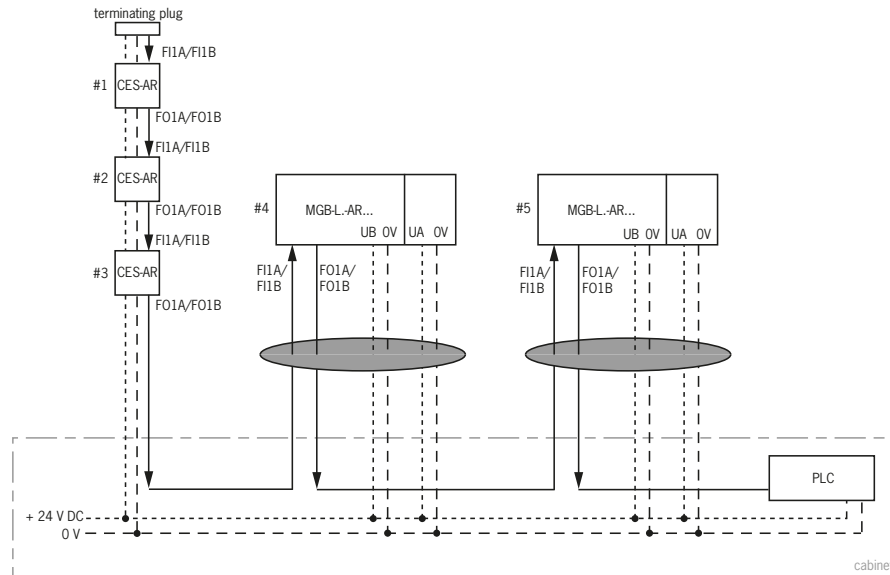 terminating plug
FI1A/FI1B
#1
CES-AR
FO1A/FO1B
FI1A/FI1B
#2
CES-AR
FO1A/FO1B
FI1A/FI1B
#3
CES-AR
FO1A/FO1B
#4
MGB-L.-AR...
UB 0V UA 0V
FI1A/
FI1B
FO1A/
FO1B
#5
MGB-L.-AR...
UB 0V UA 0V
FI1A/
FI1B
FO1A/
FO1B
PLC
+ 24 V DC
0 V
cabine